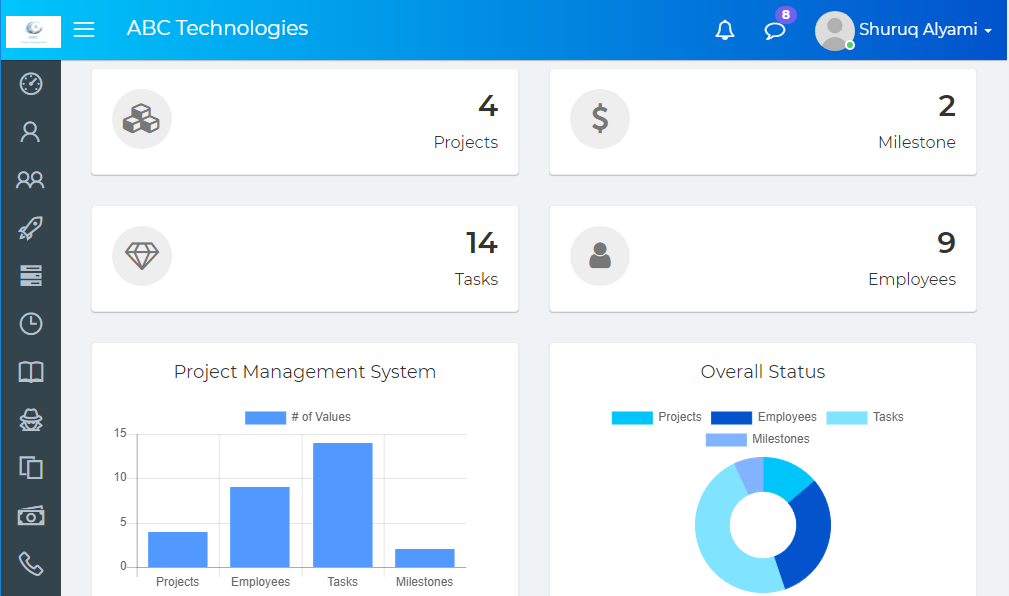 ABC Technologies
8
Shuruq Alyami
4
Projects
2
Milestone
14
Tasks
9
Employees
Project Management System
# of Values
15
10
5
0
Projects Employees Tasks Milestones
Overall Status
Projects Employees Tasks
Milestones